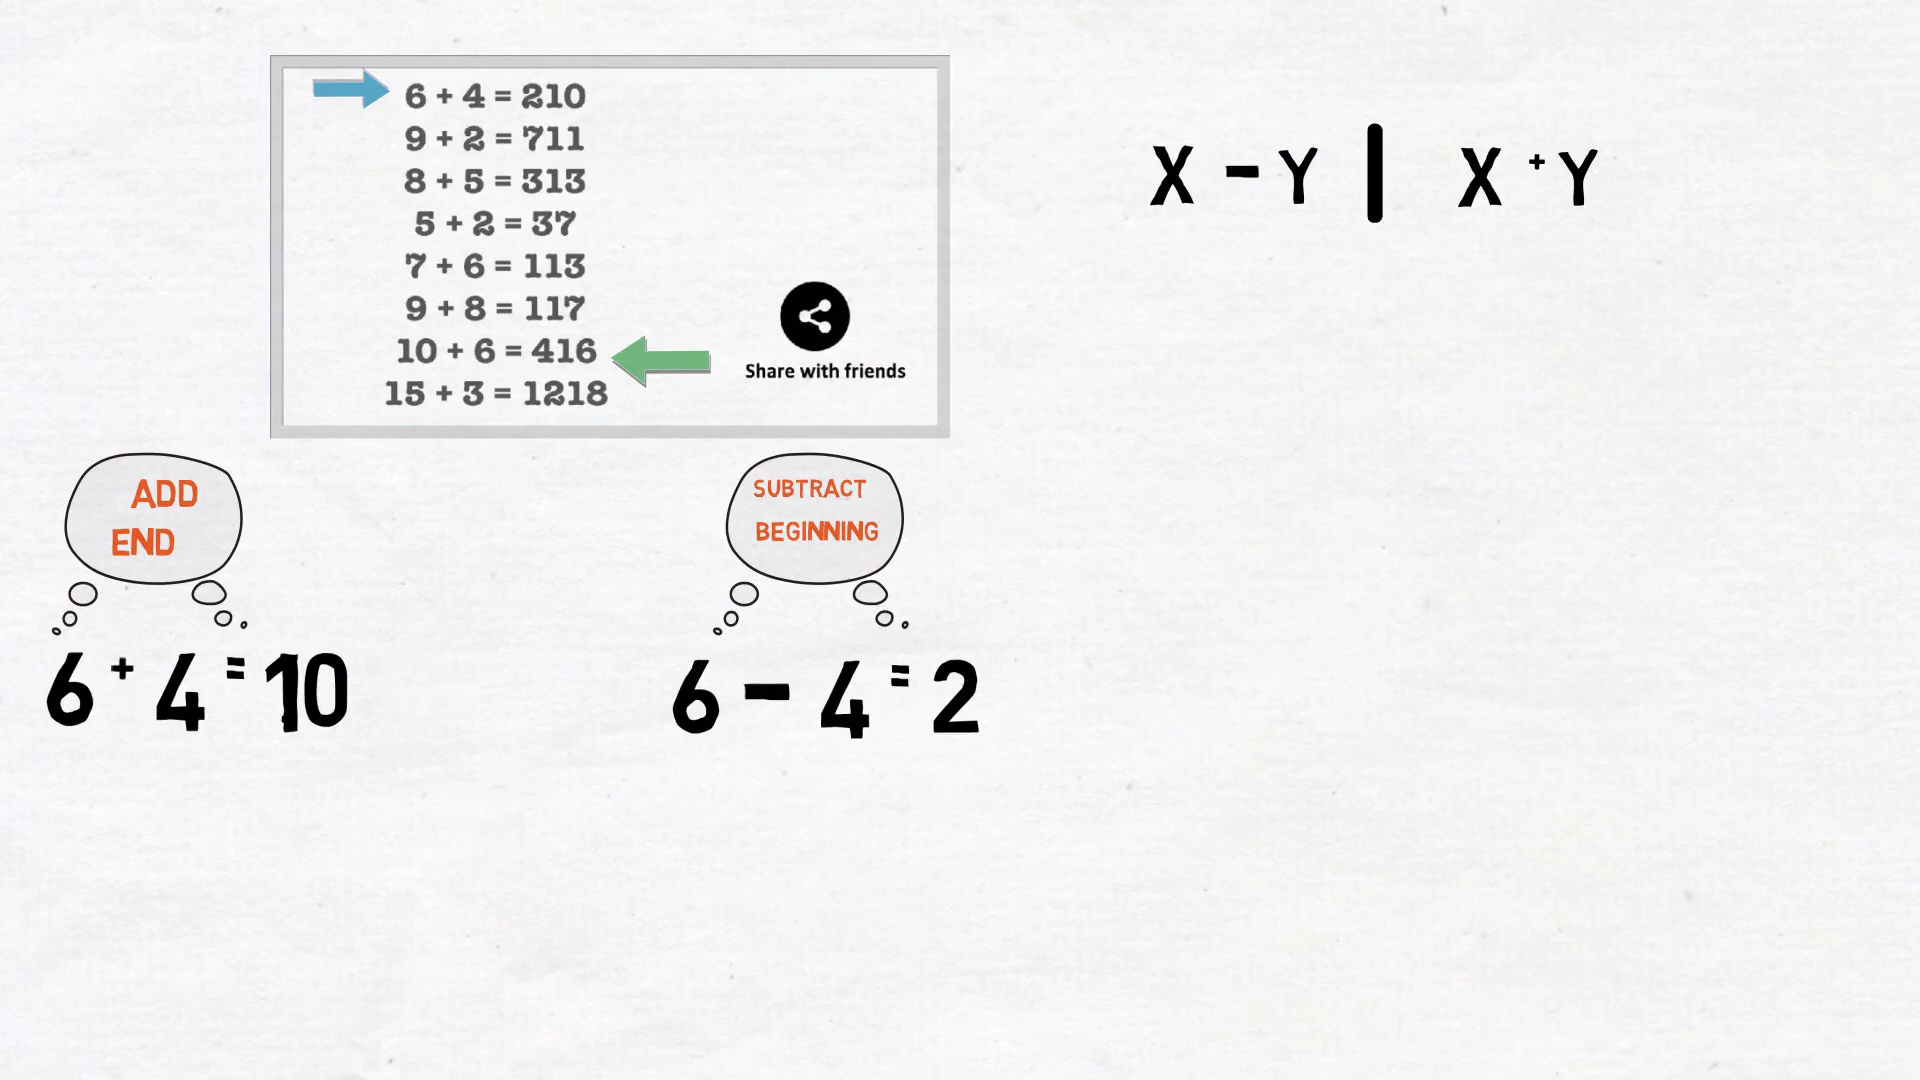 6 + 4 = 210
9 + 2 = 711
8 + 5 = 313
5 + 2 = 37
7 + 6 = 113
9 + 8 = 117
10 + 6 = 416
15 + 3 = 1218
Share with friends
X - Y | X + Y
ADD
END
SUBTRACT
BEGINNING
6 + 4 = 10
6 - 4 = 2